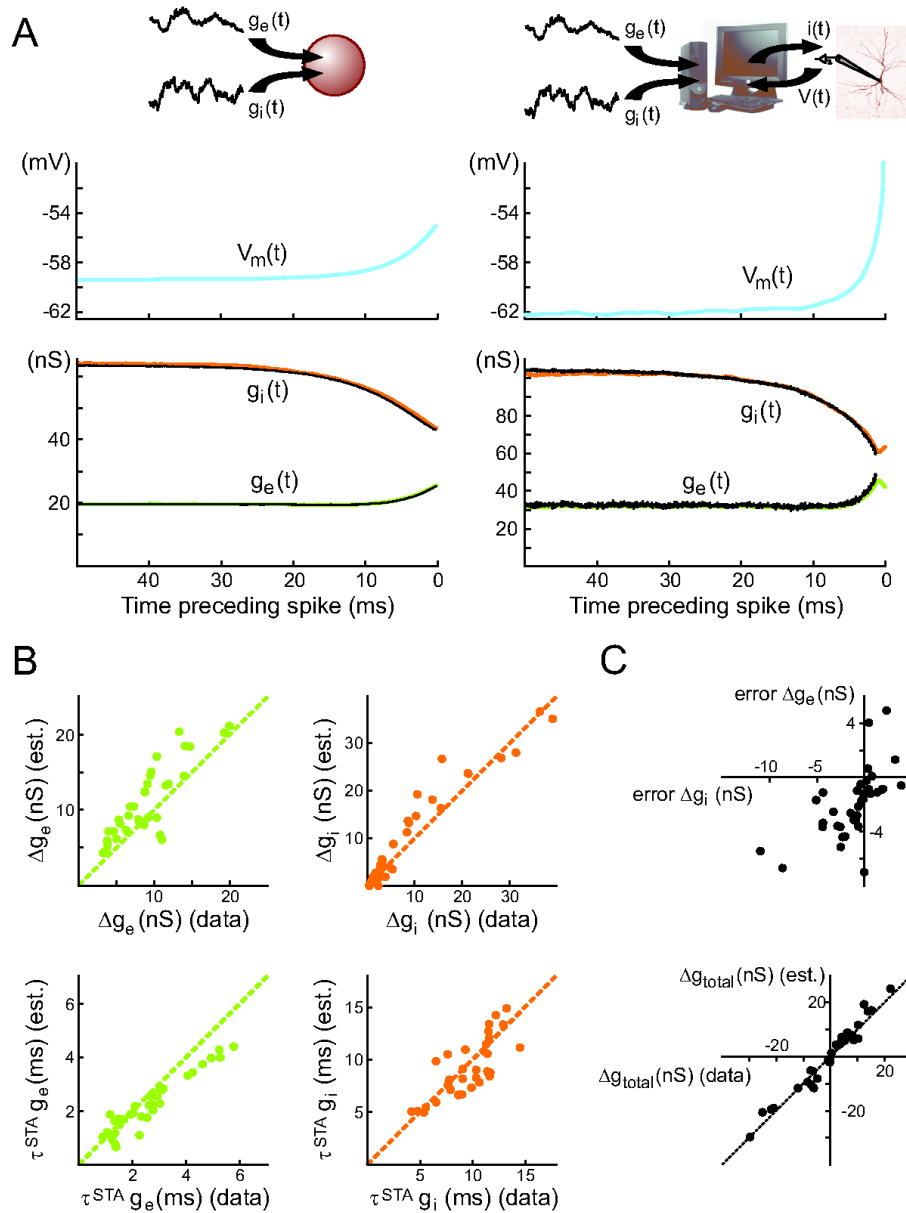 A
g_e(t)
g_i(t)
g_e(t)
g_i(t)
i(t)
V(t)
(mV)
-54
-58
-62
V_m(t)
(mV)
-54
-58
-62
V_m(t)
(nS)
40
20
g_i(t)
g_e(t)
40 30 20 10 0
Time preceding spike (ms)
(nS)
80
60
40
20
g_i(t)
g_e(t)
40 30 20 10 0
Time preceding spike (ms)
B
Δg_e (nS) (est.)
20
10
10 20
Δg_e (nS) (data)
Δg_i (nS) (est.)
30
20
10
10 20 30
Δg_i (nS) (data)
τ^STA g_e (ms) (est.)
6
4
2
2 4 6
τ^STA g_e (ms) (data)
τ^STA g_i (ms) (est.)
15
10
5
5 10 15
τ^STA g_i (ms) (data)
C
error Δg_e (nS)
4
-10 -5
error Δg_i (nS)
-4
Δg_total (nS) (est.)
20
-20
Δg_total (nS) (data)
20
-20